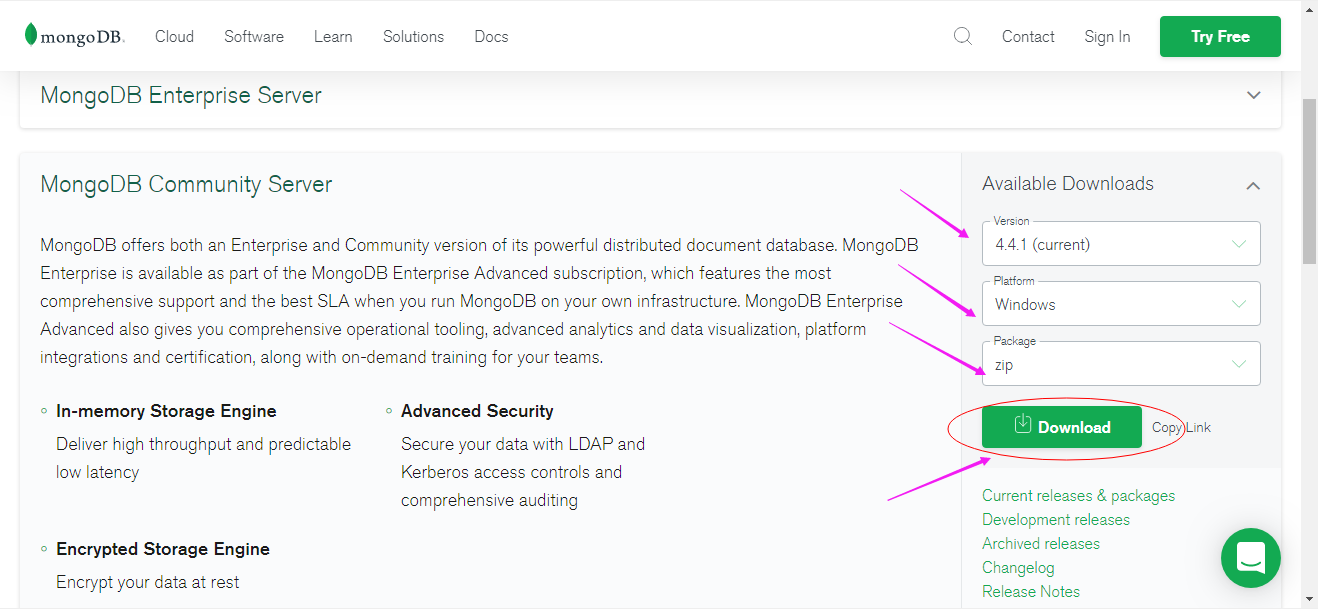 mongoDB. Cloud Software Learn Solutions Docs Contact Sign In Try Free
MongoDB Enterprise Server
MongoDB Community Server
MongoDB offers both an Enterprise and Community version of its powerful distributed document database. MongoDB
Enterprise is available as part of the MongoDB Enterprise Advanced subscription, which features the most
comprehensive support and the best SLA when you run MongoDB on your own infrastructure. MongoDB Enterprise
Advanced also gives you comprehensive operational tooling, advanced analytics and data visualization, platform
integrations and certification, along with on-demand training for your teams.
In-memory Storage Engine
Deliver high throughput and predictable
low latency
Advanced Security
Secure your data with LDAP and
Kerberos access controls and
comprehensive auditing
Encrypted Storage Engine
Encrypt your data at rest
Available Downloads
Version
4.4.1 (current)
Platform
Windows
Package
zip
Download Copy Link
Current releases & packages
Development releases
Archived releases
Changelog
Release Notes